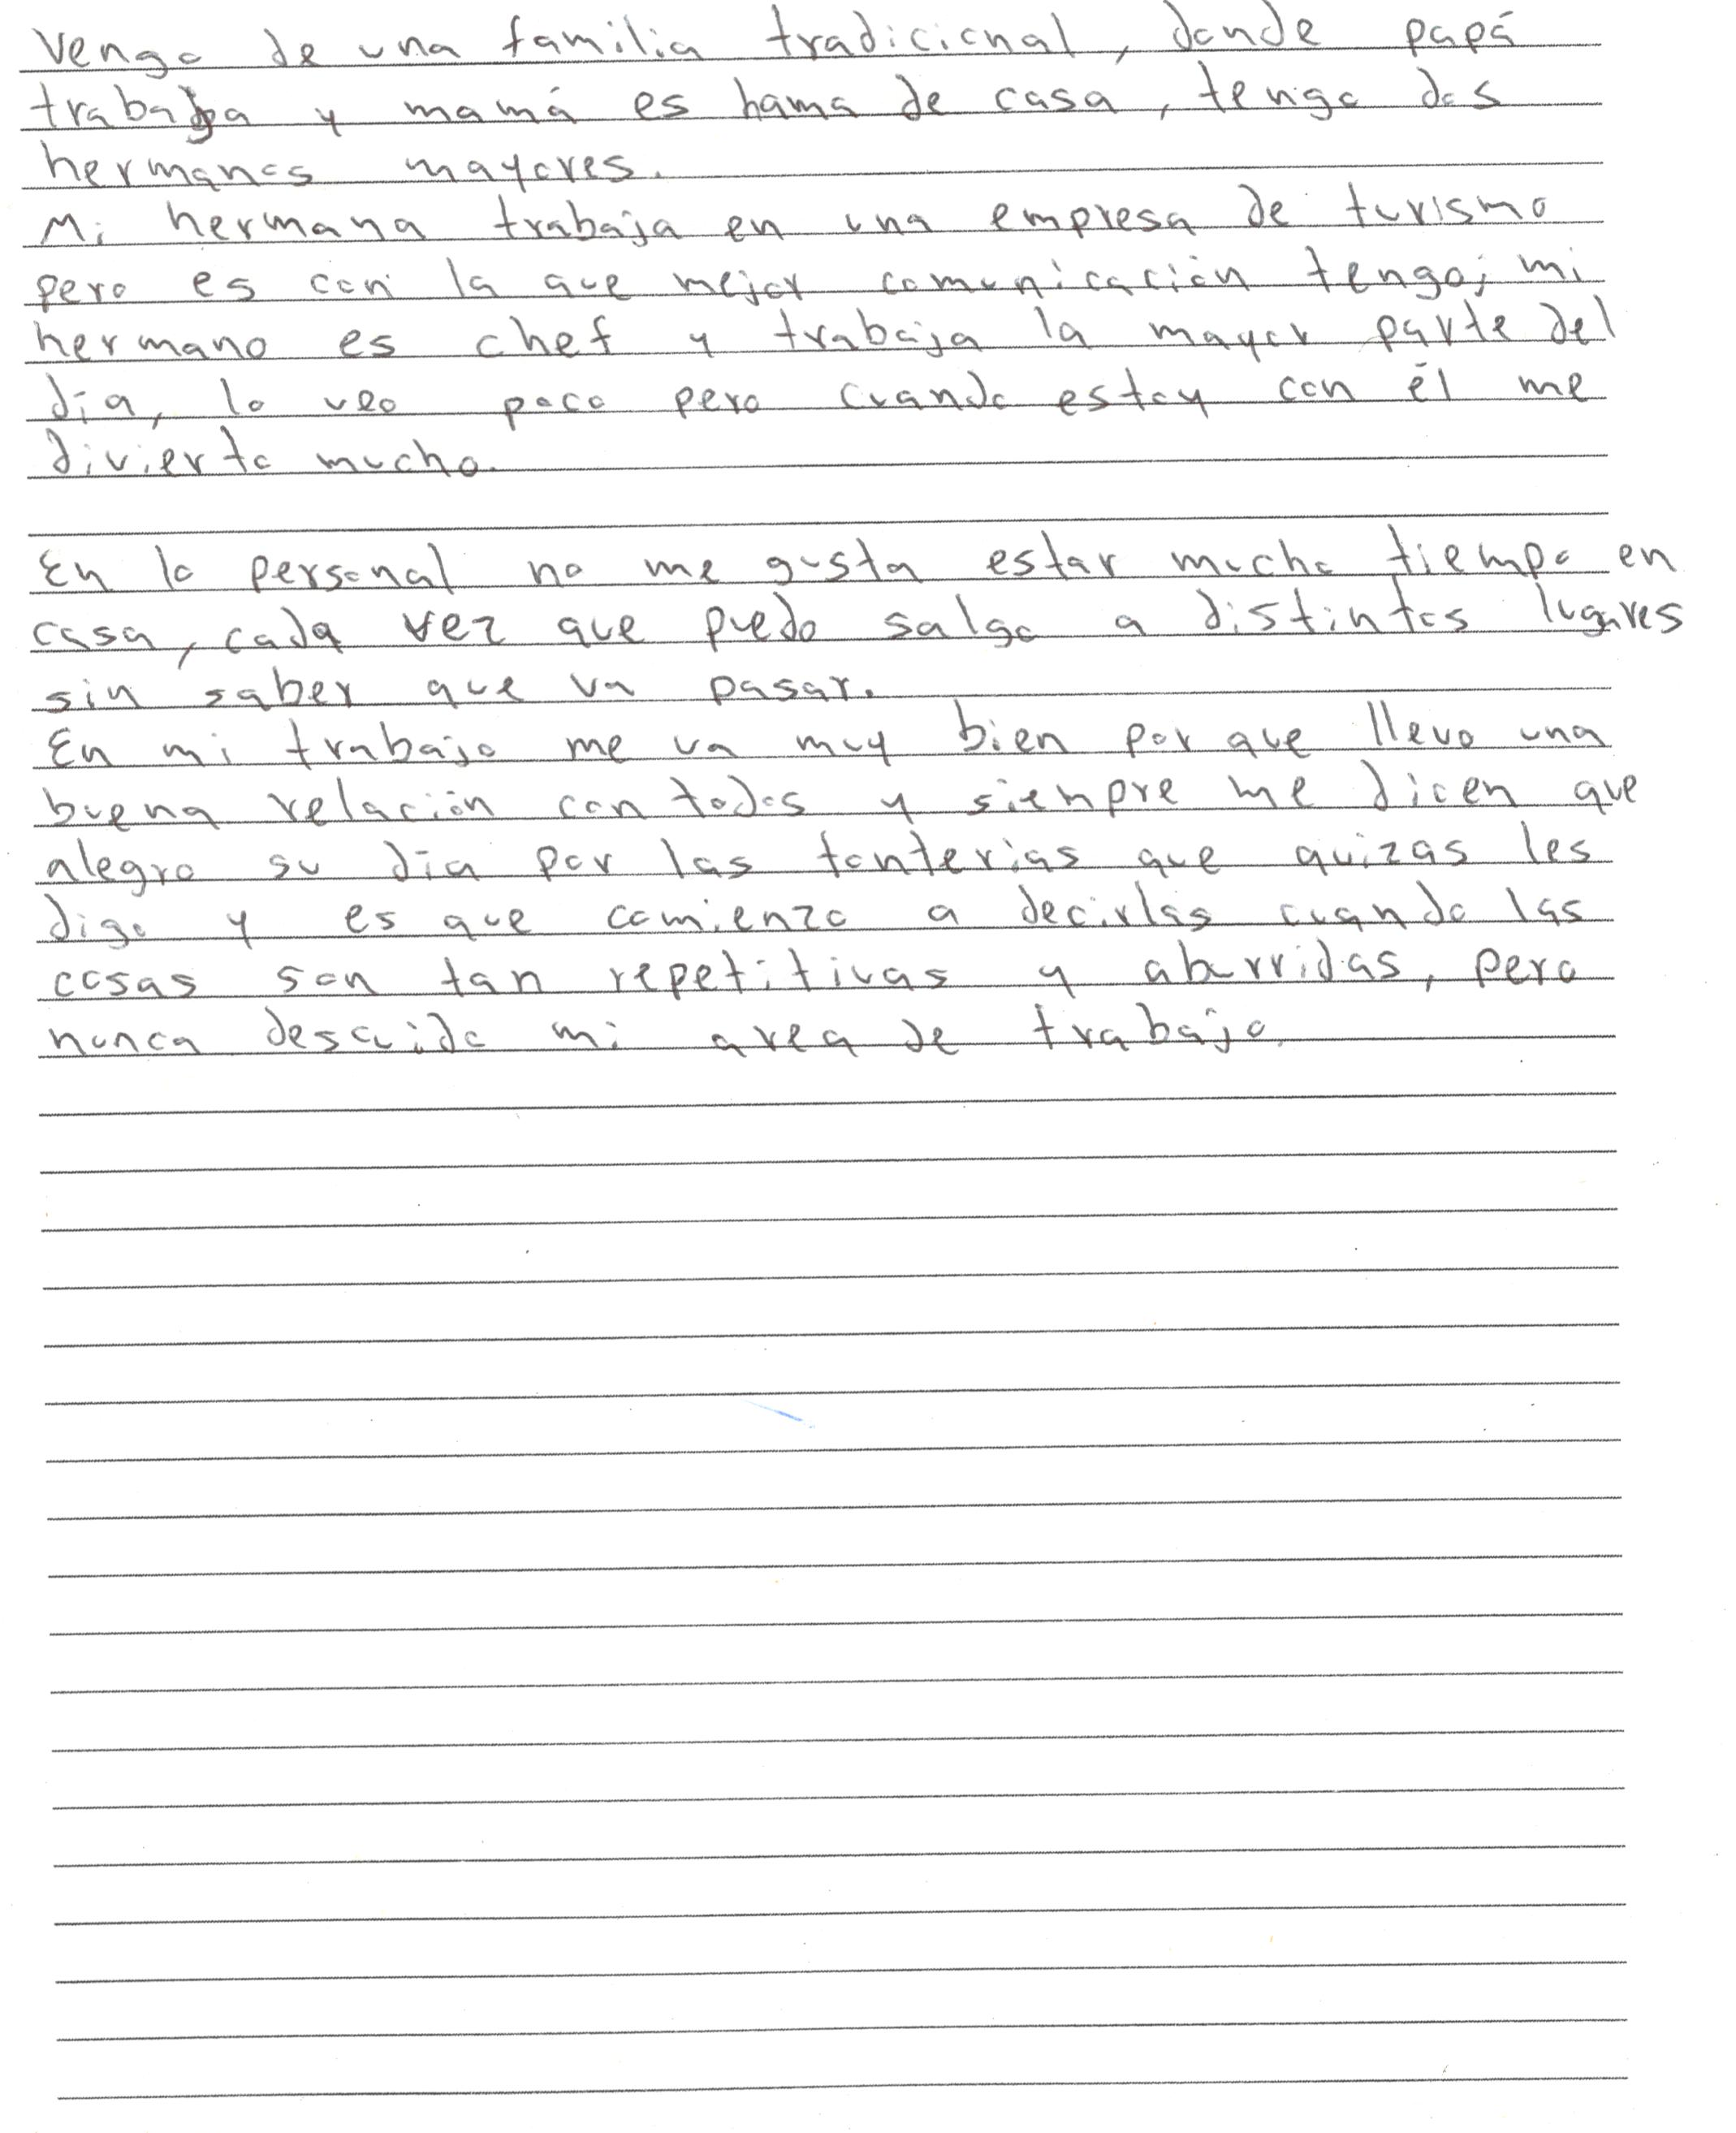 Vengo de una familia tradicional, donde papá
trabaja y mamá es hama de casa, tengo dos
hermanos mayores.
Mi hermana trabaja en una empresa de turismo
pero es con la que mejor comunicación tengo; mi
hermano es chef y trabaja la mayor parte del
día, lo veo poco pero cuando estoy con él me
divierto mucho.
En lo personal no me gusta estar mucho tiempo en
casa, cada vez que puedo salgo a distintos lugares
sin saber que va pasar.
En mi trabajo me va muy bien por que llevo una
buena relación con todos y siempre me dicen que
alegro su día por las tonterias que quizas les
digo y es que comienzo a decirlas cuando las
cosas son tan repetitivas y aburridas, pero
nunca descuido mi area de trabajo.